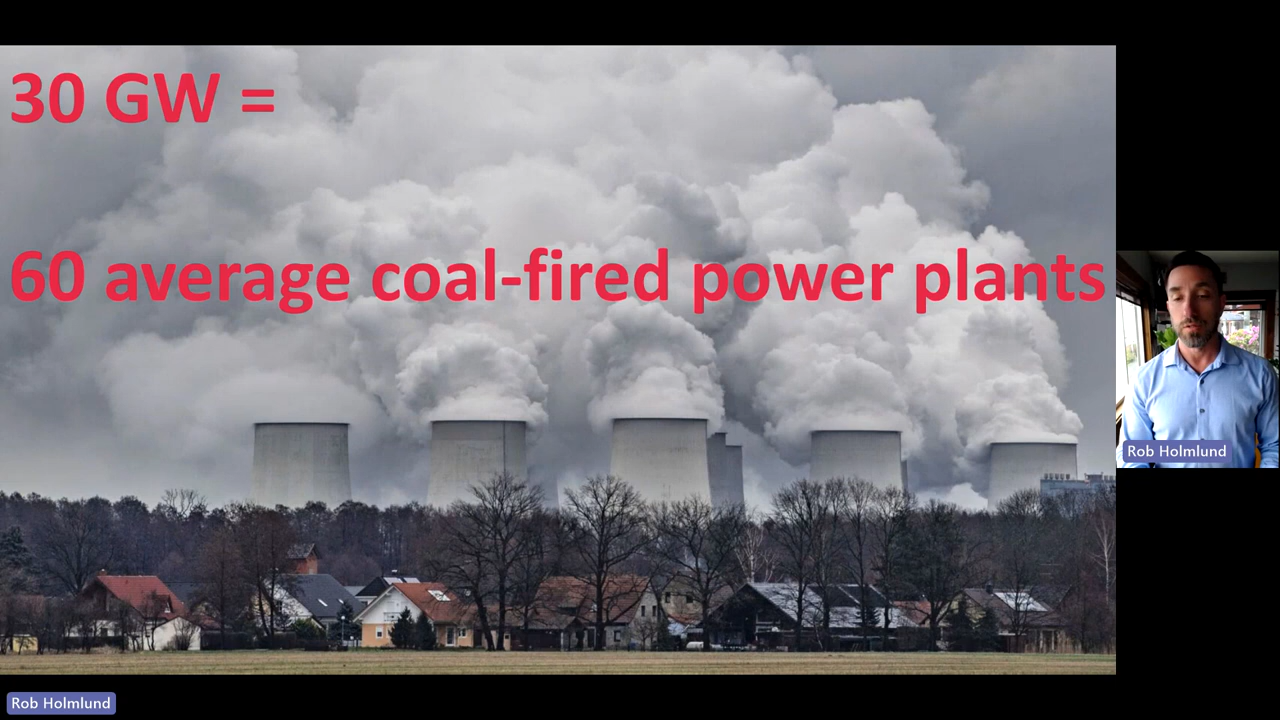 30 GW =
60 average coal-fired power plants
Rob Holmlund
Rob Holmlund